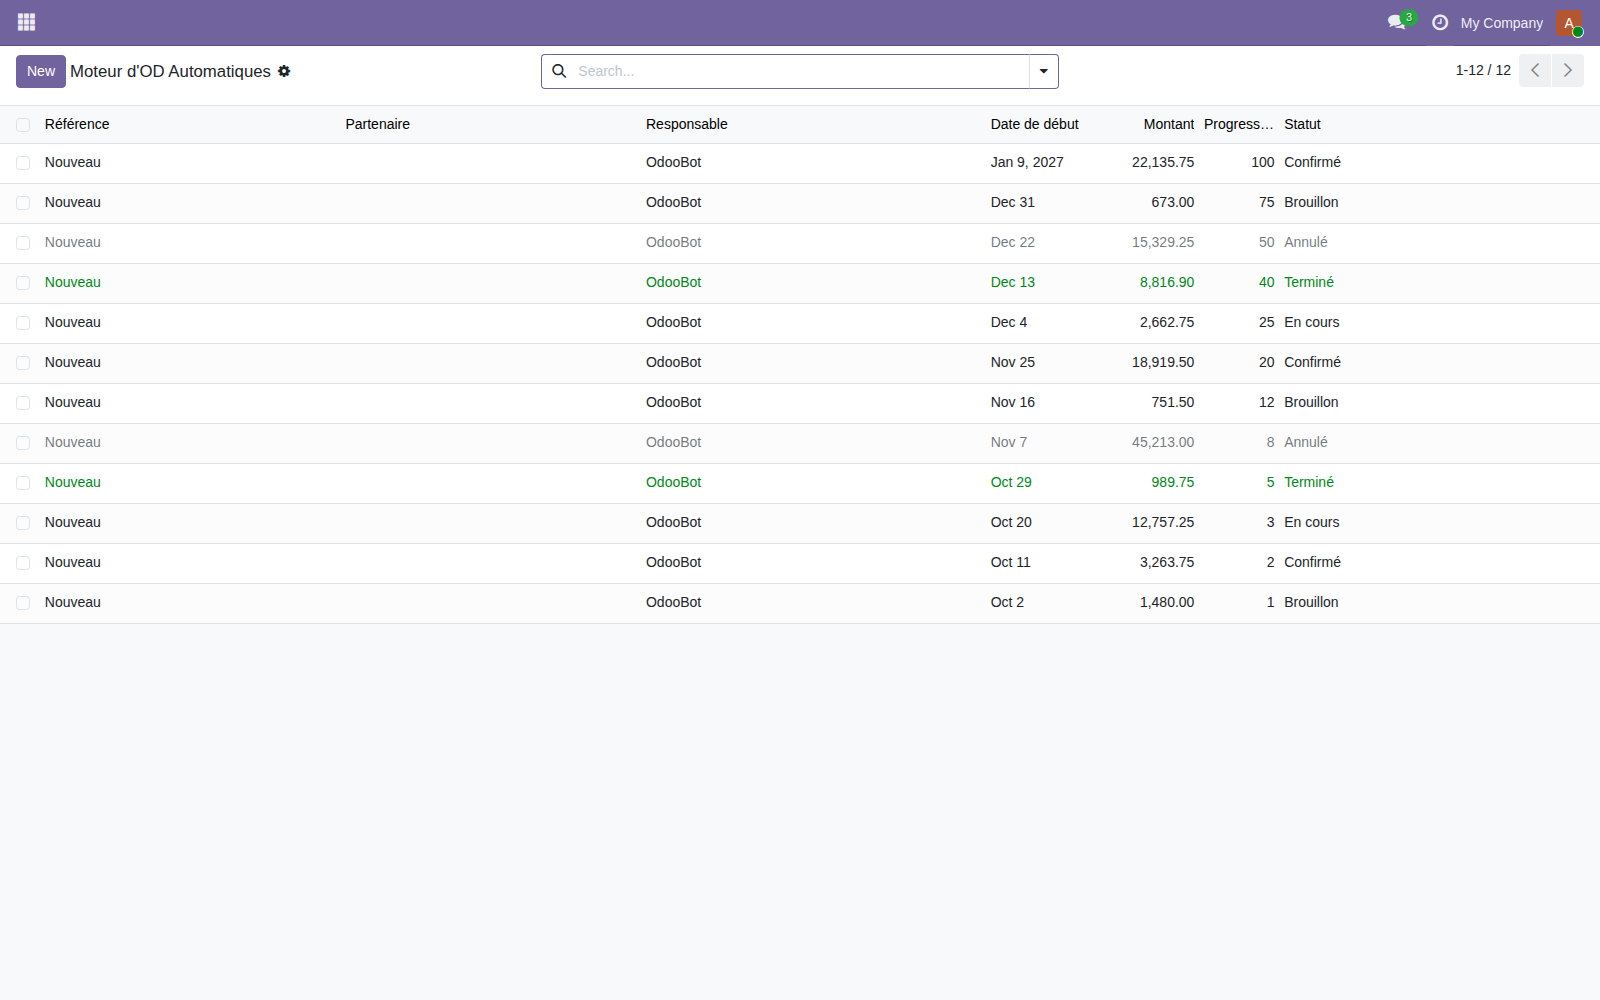 3 My Company A
New Moteur d'OD Automatiques Search... 1-12 / 12
Référence Partenaire Responsable Date de début Montant Progress... Statut
Nouveau OdooBot Jan 9, 2027 22,135.75 100 Confirmé
Nouveau OdooBot Dec 31 673.00 75 Brouillon
Nouveau OdooBot Dec 22 15,329.25 50 Annulé
Nouveau OdooBot Dec 13 8,816.90 40 Terminé
Nouveau OdooBot Dec 4 2,662.75 25 En cours
Nouveau OdooBot Nov 25 18,919.50 20 Confirmé
Nouveau OdooBot Nov 16 751.50 12 Brouillon
Nouveau OdooBot Nov 7 45,213.00 8 Annulé
Nouveau OdooBot Oct 29 989.75 5 Terminé
Nouveau OdooBot Oct 20 12,757.25 3 En cours
Nouveau OdooBot Oct 11 3,263.75 2 Confirmé
Nouveau OdooBot Oct 2 1,480.00 1 Brouillon